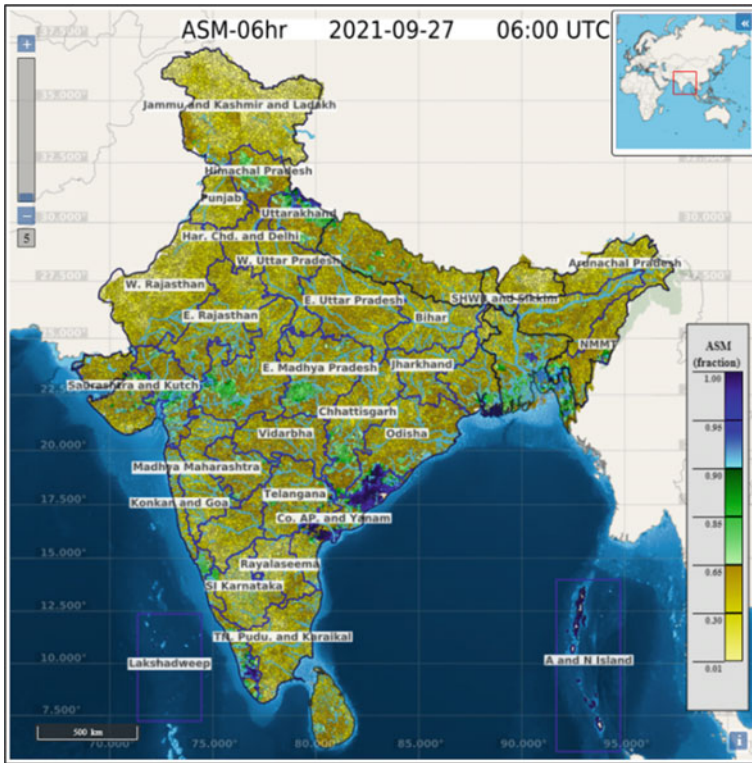 ASM-06hr 2021-09-27 06:00 UTC
«
+
−
5
Jammu and Kashmir and Ladakh
35.000°
Himachal Pradesh
32.500°
Punjab
Uttarakhand
30.000°
Har. Chd. and Delhi
W. Uttar Pradesh
Arunachal Pradesh
W. Rajasthan
27.500°
E. Uttar Pradesh
SHWB and Sikkim
E. Rajasthan
Bihar
25.000°
NMMT
E. Madhya Pradesh
Jharkhand
Saurashtra and Kutch
22.500°
Chhattisgarh
Vidarbha
Odisha
20.000°
Madhya Maharashtra
Konkan and Goa
17.500°
Telangana
Co. AP. and Yanam
15.000°
Rayalaseema
SI Karnataka
12.500°
TN. Pudu. and Karaikal
10.000°
Lakshadweep
A and N Island
7.500°
ASM
(fraction)
1.00
0.98
0.90
0.30
0.01
500 km
70.000° 75.000° 80.000° 85.000° 90.000° 95.000°
i